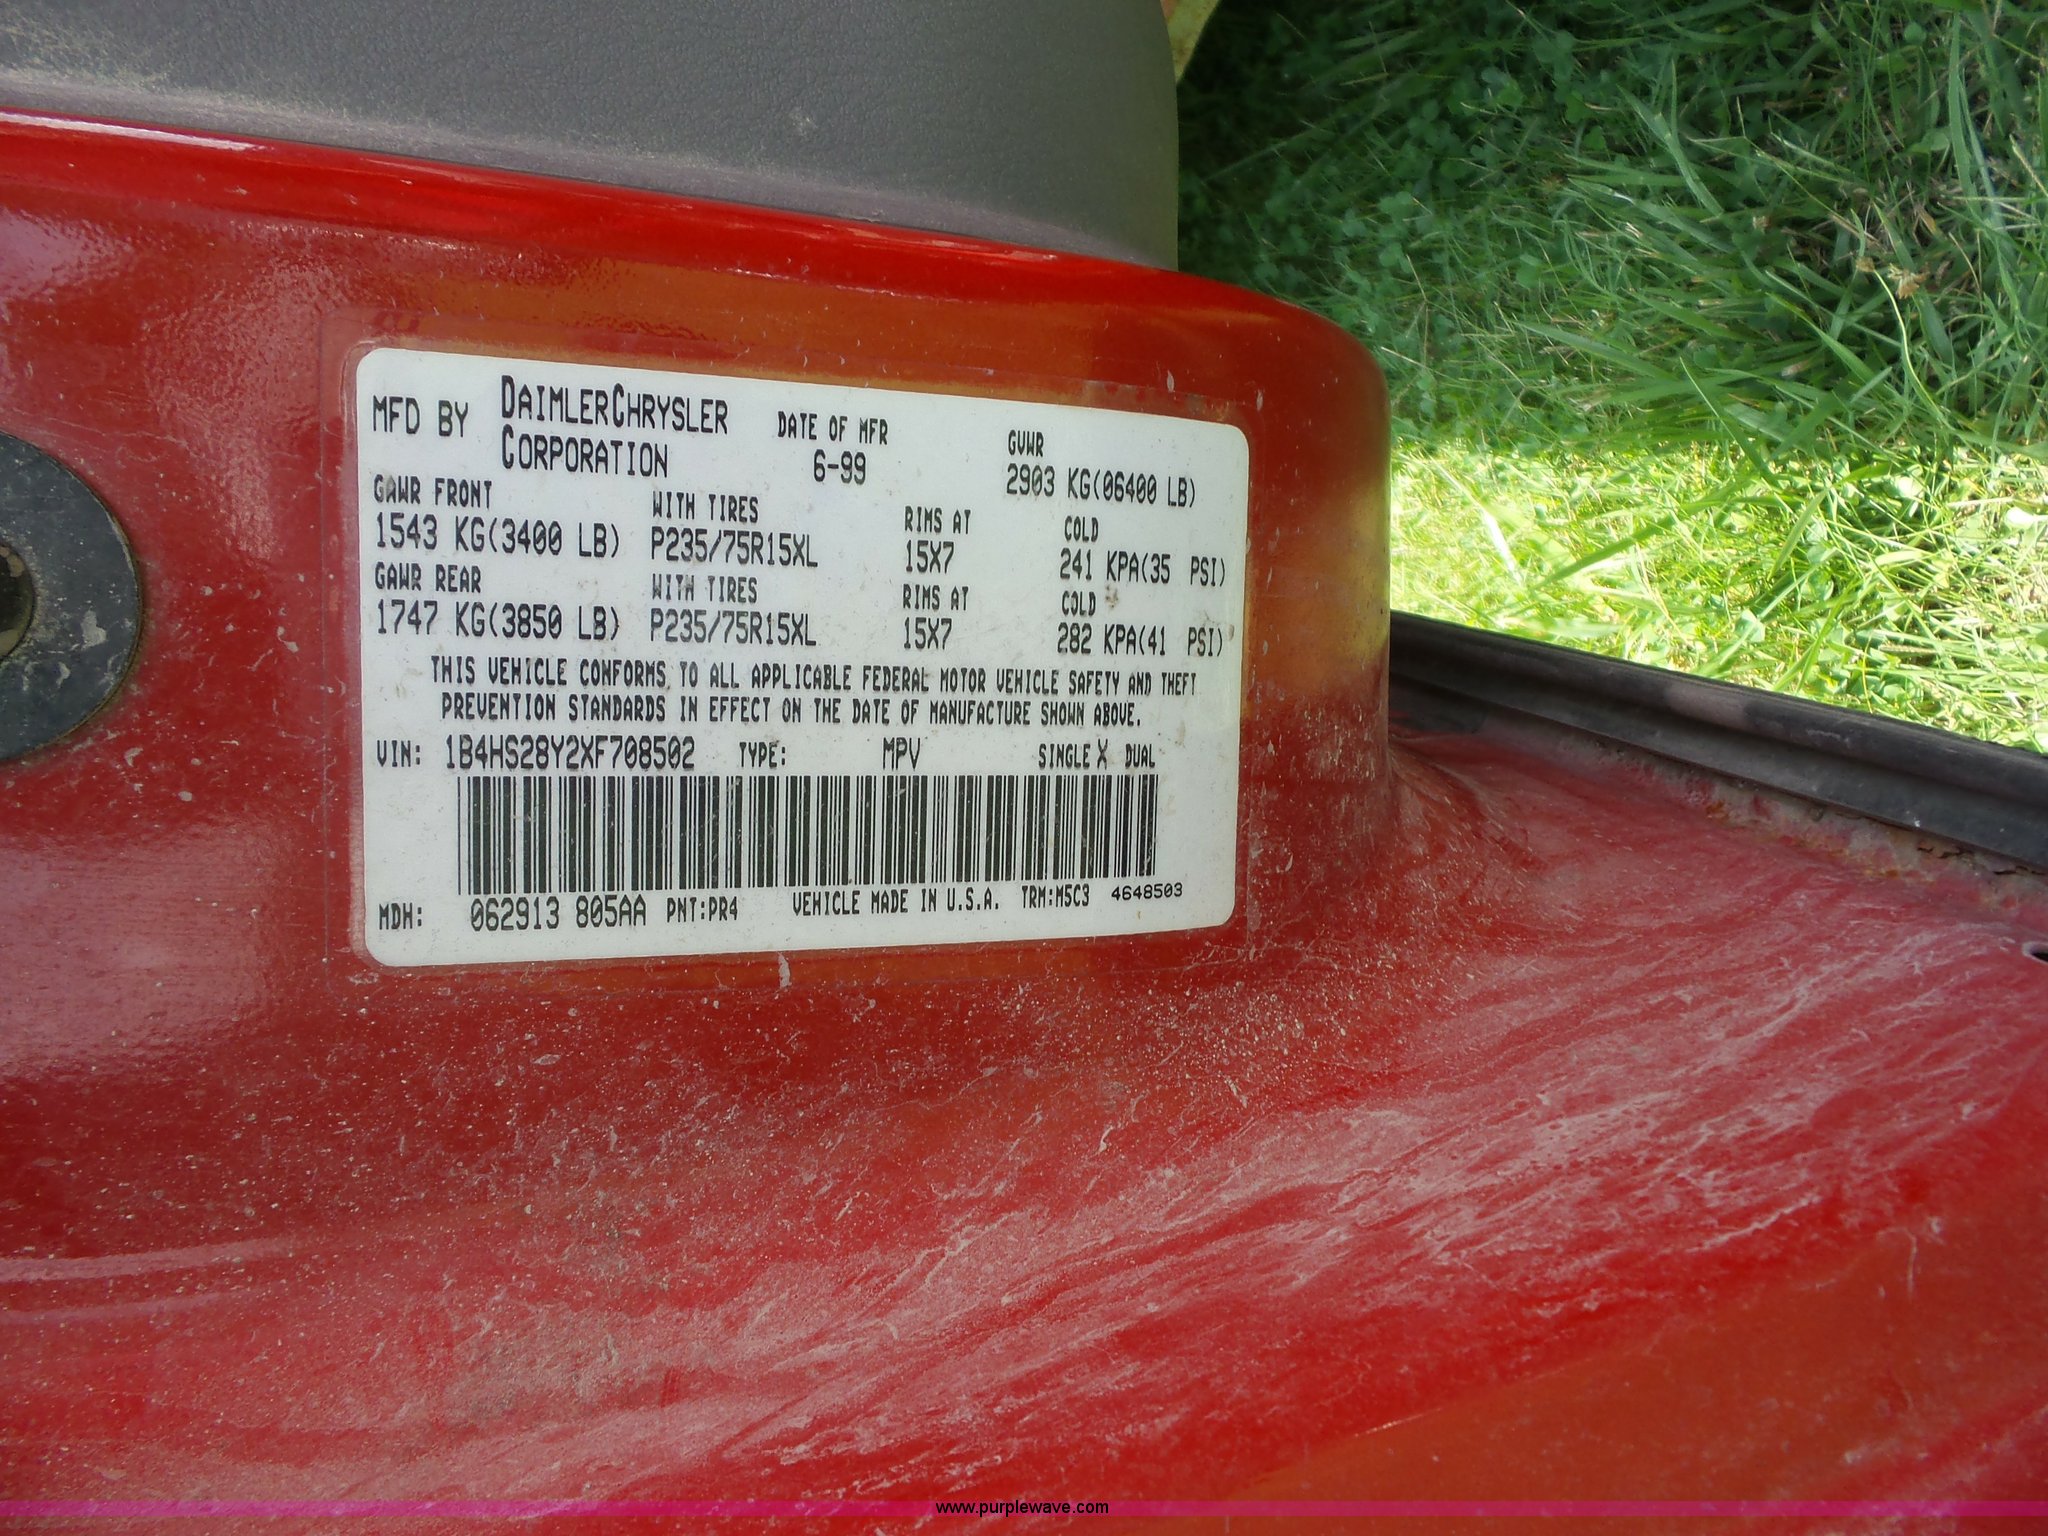 MFD BY DAIMLERCHRYSLER CORPORATION
DATE OF MFR 6-99
GVWR 2903 KG(06400 LB)
GAWR FRONT WITH TIRES RIMS AT COLD
1543 KG(3400 LB) P235/75R15XL 15X7 241 KPA(35 PSI)
GAWR REAR WITH TIRES RIMS AT COLD
1747 KG(3850 LB) P235/75R15XL 15X7 282 KPA(41 PSI)
THIS VEHICLE CONFORMS TO ALL APPLICABLE FEDERAL MOTOR VEHICLE SAFETY AND THEFT
PREVENTION STANDARDS IN EFFECT ON THE DATE OF MANUFACTURE SHOWN ABOVE.
VIN: 1B4HS28Y2XF708502 TYPE: MPV SINGLE X DUAL
MDH: 062913 805AA PNT:PR4 VEHICLE MADE IN U.S.A. TRM:M5C3 4648503
www.purplewave.com